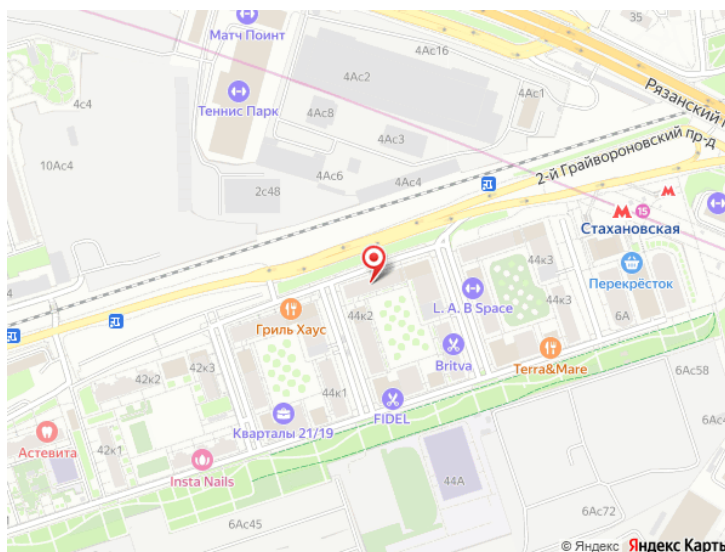 35
4Ас16
Матч Поинт
4Ас2
Рязанский п
4с4
Теннис Парк
4Ас8
4Ас1
4Ас3
2-й Грайвороновский пр-д
10Ас4
4Ас6
4Ас4
2с48
15
Стахановская
44к3
Перекрёсток
L. A. B Space
44к3
Гриль Хаус
44к2
6А
42к3
Britva
Terra&Mare
42к2
44к1
6Ас58
FIDEL
Кварталы 21/19
42к1
Астевита
Insta Nails
44А
6Ас4
6Ас72
6Ас45
© Яндекс Яндекс Карты